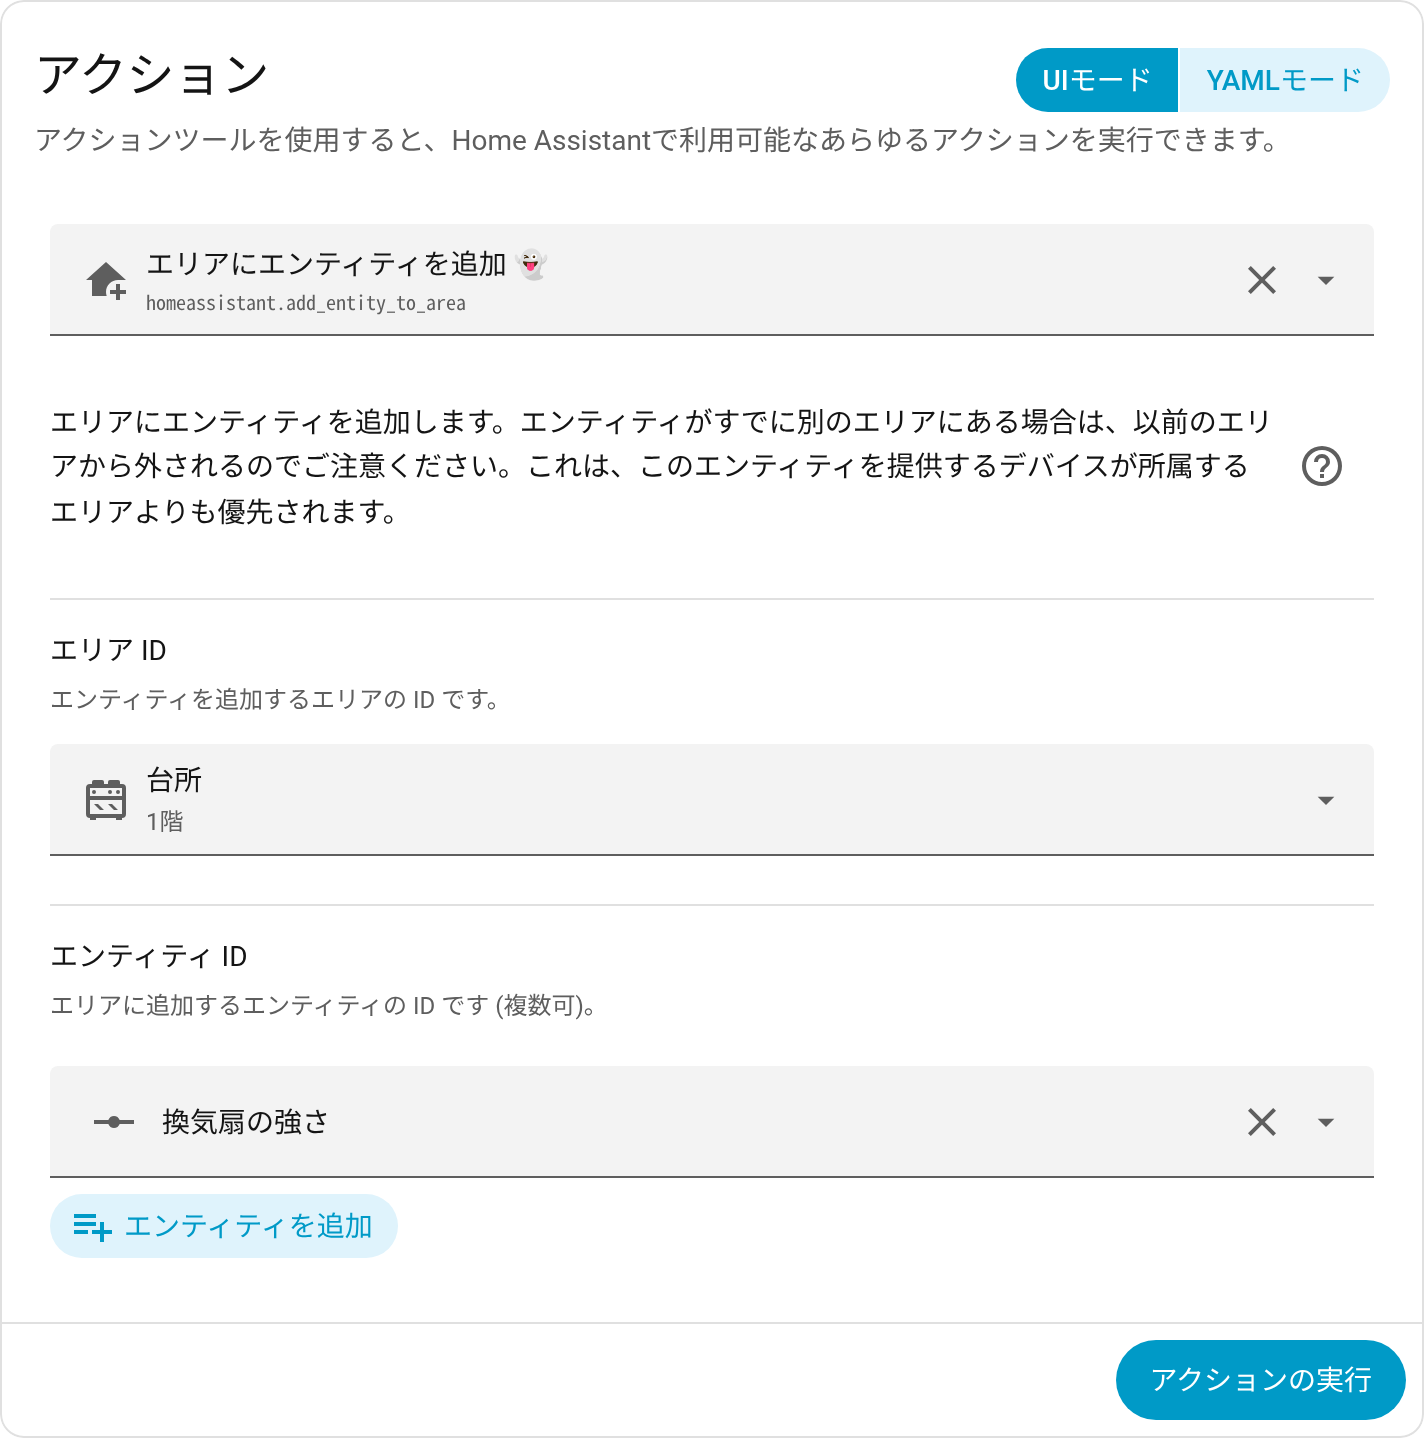 アクション
UIモード
YAMLモード
アクションツールを使用すると、Home Assistantで利用可能なあらゆるアクションを実行できます。
エリアにエンティティを追加 👻
homeassistant.add_entity_to_area
エリアにエンティティを追加します。エンティティがすでに別のエリアにある場合は、以前のエリ
アから外されるのでご注意ください。これは、このエンティティを提供するデバイスが所属する
エリアよりも優先されます。
エリア ID
エンティティを追加するエリアの ID です。
台所
1階
エンティティ ID
エリアに追加するエンティティの ID です (複数可)。
換気扇の強さ
エンティティを追加
アクションの実行